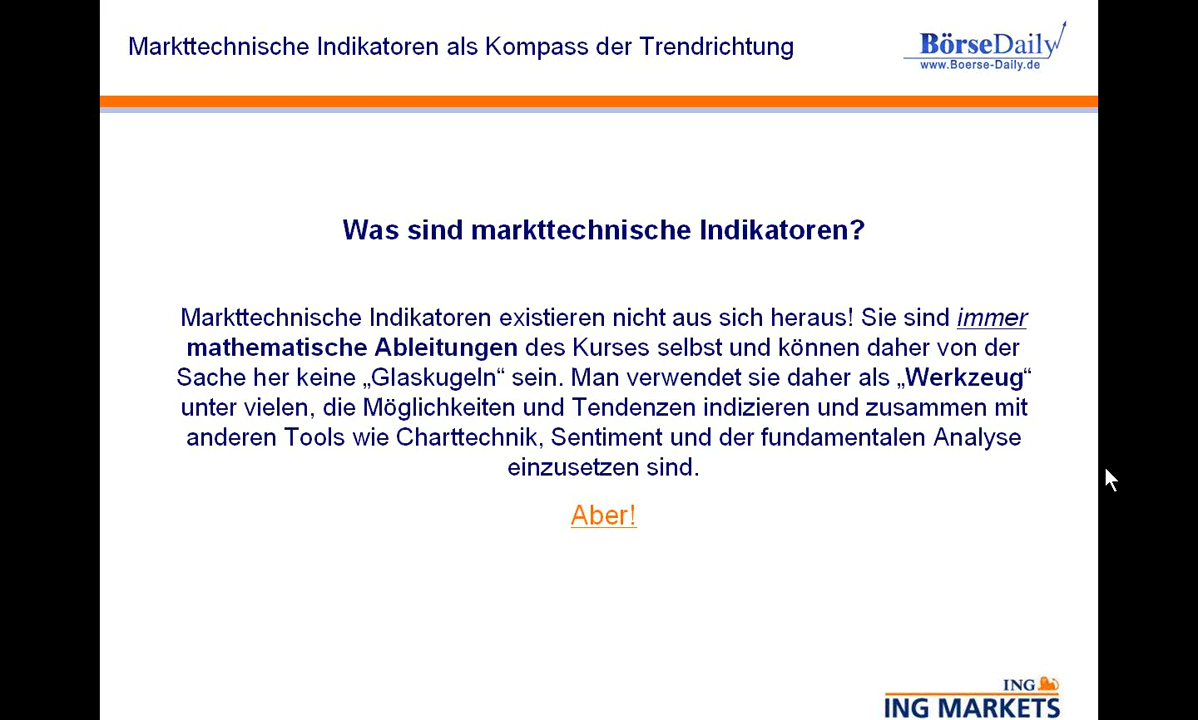 Markttechnische Indikatoren als Kompass der Trendrichtung
BörseDaily
www.Boerse-Daily.de
Was sind markttechnische Indikatoren?
Markttechnische Indikatoren existieren nicht aus sich heraus! Sie sind immer
mathematische Ableitungen des Kurses selbst und können daher von der
Sache her keine „Glaskugeln“ sein. Man verwendet sie daher als „Werkzeug“
unter vielen, die Möglichkeiten und Tendenzen indizieren und zusammen mit
anderen Tools wie Charttechnik, Sentiment und der fundamentalen Analyse
einzusetzen sind.
Aber!
ING
ING MARKETS